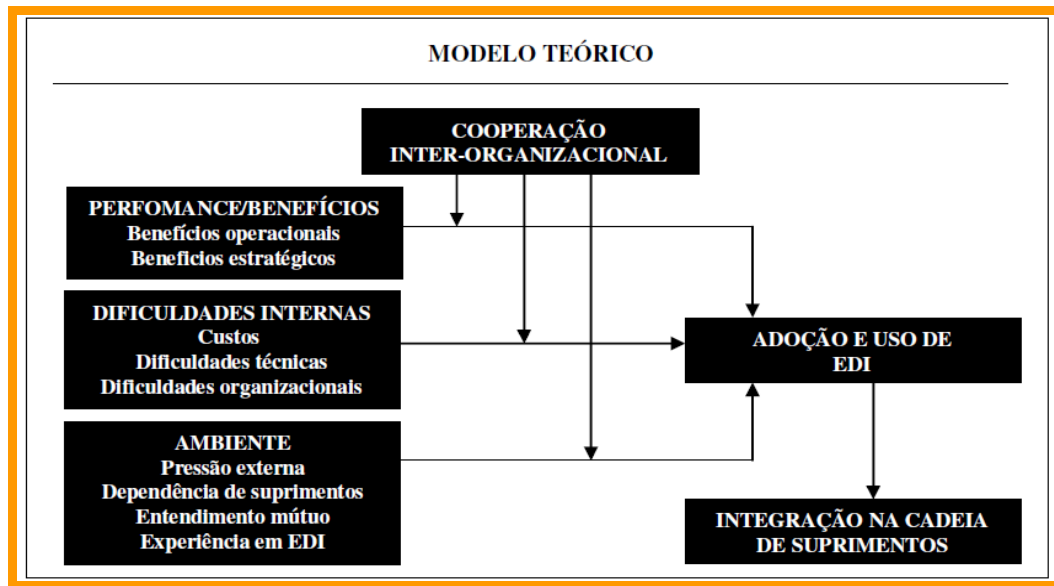 MODELO TEÓRICO
COOPERAÇÃO
INTER-ORGANIZACIONAL
PERFOMANCE/BENEFÍCIOS
Benefícios operacionais
Beneficios estratégicos
DIFICULDADES INTERNAS
Custos
Dificuldades técnicas
Dificuldades organizacionais
ADOÇÃO E USO DE
EDI
AMBIENTE
Pressão externa
Dependência de suprimentos
Entendimento mútuo
Experiência em EDI
INTEGRAÇÃO NA CADEIA
DE SUPRIMENTOS